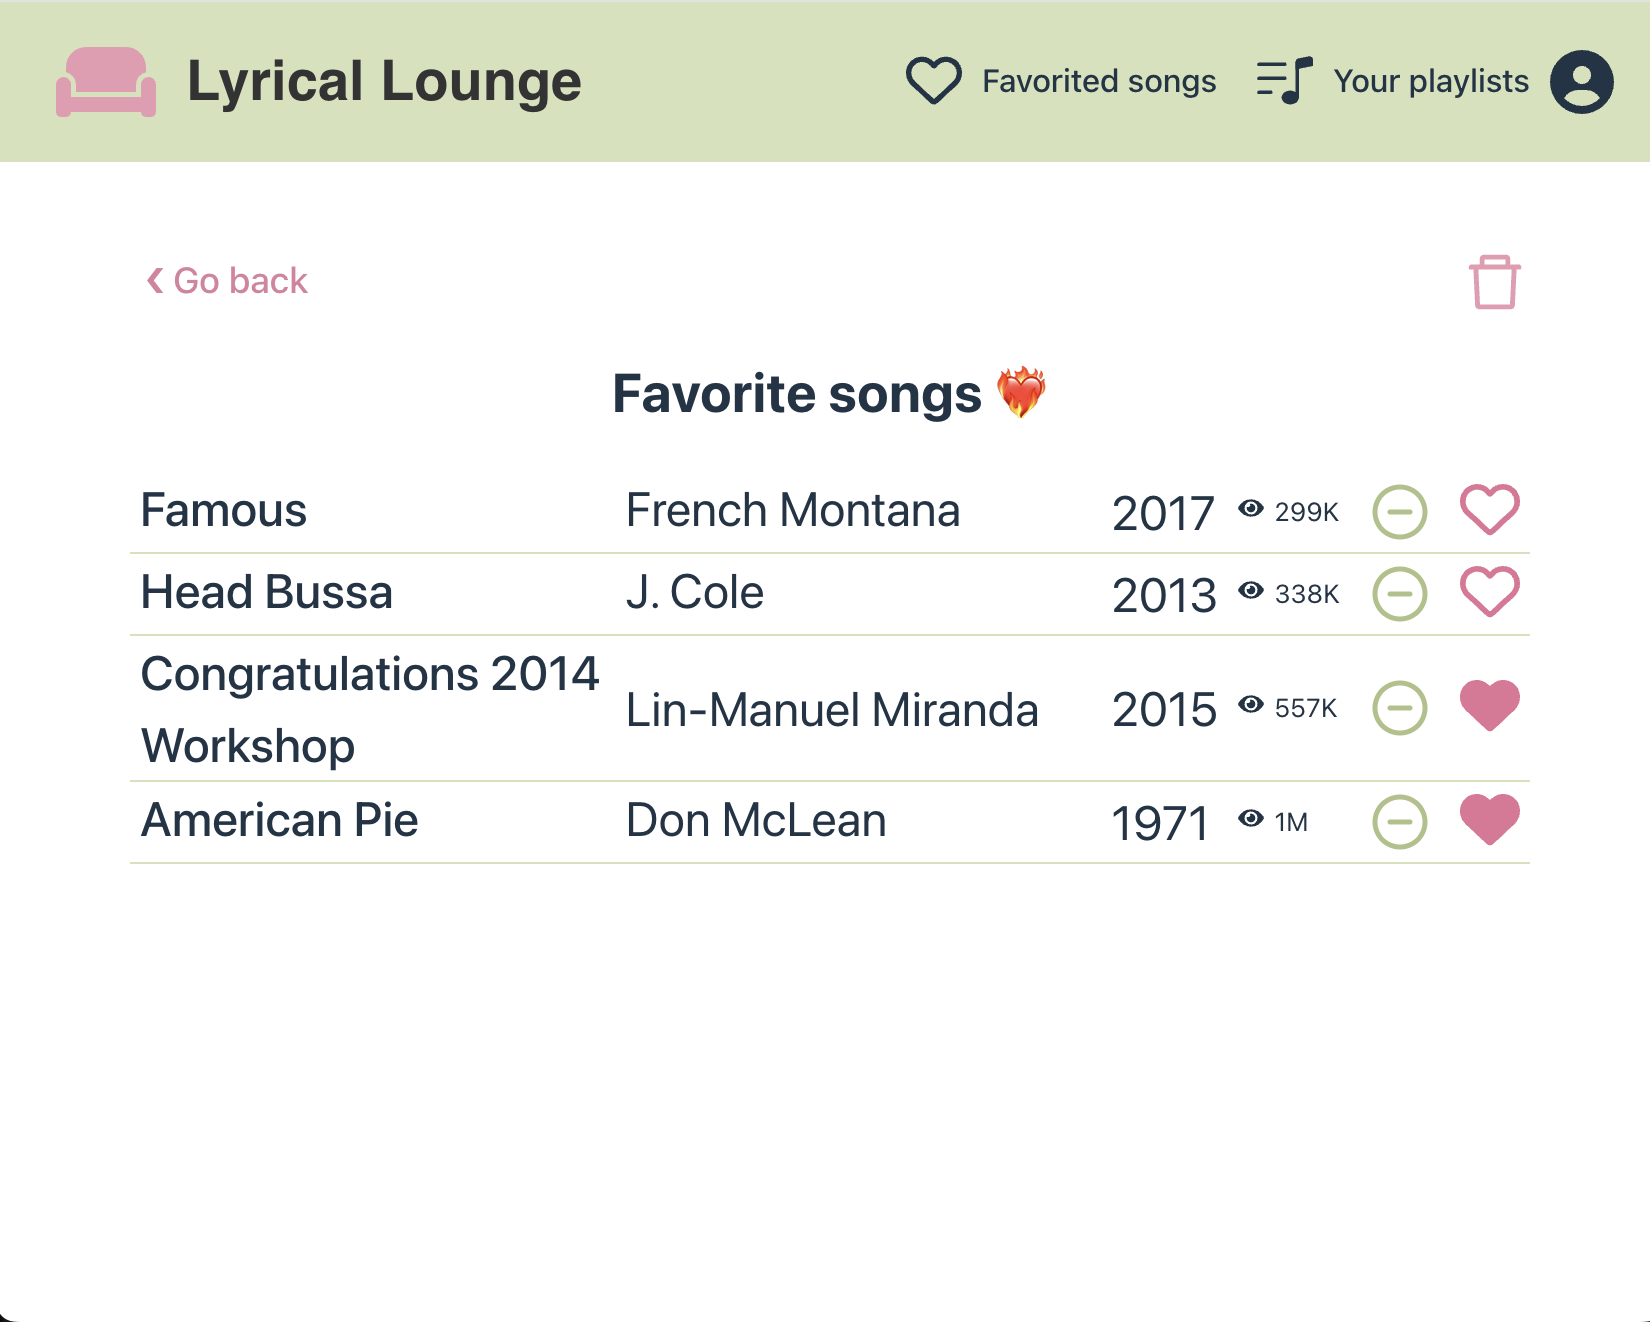 Lyrical Lounge
Favorited songs
Your playlists
Go back
Favorite songs ❤️‍🔥
Famous French Montana 2017 299K
Head Bussa J. Cole 2013 338K
Congratulations 2014
Workshop
Lin-Manuel Miranda 2015 557K
American Pie Don McLean 1971 1M